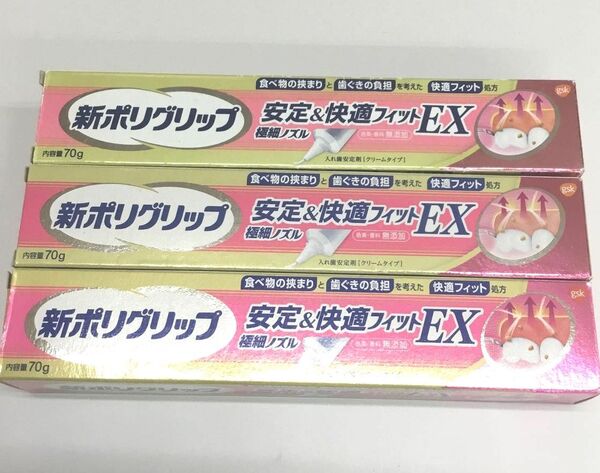 食べ物の挟まりと歯ぐきの負担を考えた 快適フィット処方
新ポリグリップ
安定&快適フィットEX
極細ノズル
色素・香料 無添加
内容量70g
入れ歯安定剤[クリームタイプ]
gsk
食べ物の挟まりと歯ぐきの負担を考えた 快適フィット処方
新ポリグリップ
安定&快適フィットEX
極細ノズル
色素・香料 無添加
内容量70g
入れ歯安定剤[クリームタイプ]
gsk
食べ物の挟まりと歯ぐきの負担を考えた 快適フィット処方
新ポリグリップ
安定&快適フィットEX
極細ノズル
色素・香料 無添加
内容量70g
gsk